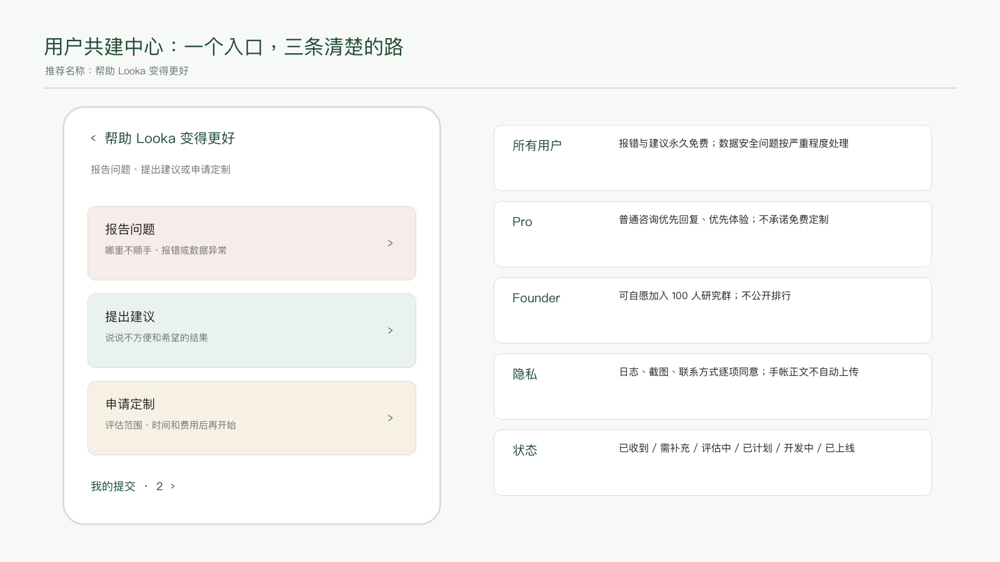 用户共建中心：一个入口，三条清楚的路
推荐名称：帮助 Looka 变得更好
< 帮助 Looka 变得更好
报告问题、提出建议或申请定制
报告问题
哪里不顺手、报错或数据异常
>
提出建议
说说不方便和希望的结果
>
申请定制
评估范围、时间和费用后再开始
>
我的提交 · 2 >
所有用户 报错与建议永久免费；数据安全问题按严重程度处理
Pro 普通咨询优先回复、优先体验；不承诺免费定制
Founder 可自愿加入 100 人研究群；不公开排行
隐私 日志、截图、联系方式逐项同意；手帐正文不自动上传
状态 已收到 / 需补充 / 评估中 / 已计划 / 开发中 / 已上线